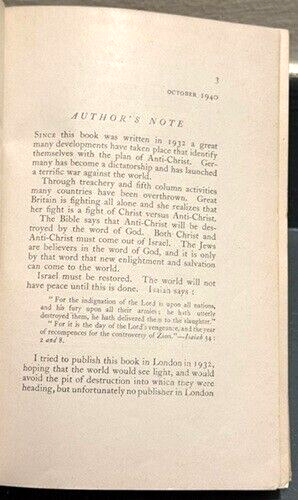 3
OCTOBER 1940
AUTHOR'S NOTE
SINCE this book was written in 1932 a great
many developments have taken place that identify
themselves with the plan of Anti-Christ. Ger-
many has become a dictatorship and has launched
a terrific war against the world.
Through treachery and fifth column activities
many countries have been overthrown. Great
Britain is fighting all alone and she realizes that
her fight is a fight of Christ versus Anti-Christ.
The Bible says that Anti-Christ will be des-
troyed by the word of God. Both Christ and
Anti-Christ must come out of Israel. The Jews
are believers in the word of God, and it is only
by that word that new enlightment and salvation
can come to the world.
Israel must be restored. The world will not
have peace until this is done. Isaiah says :
"For the indignation of the Lord is upon all nations,
and his fury upon all their armies; he hath utterly
destroyed them, he hath delivered them to the slaughter."
"For it is the day of the Lord's vengeance, and the year
of recompences for the controversy of Zion."—Isaiah 34 :
2 and 8.
I tried to publish this book in London in 1932,
hoping that the world would see light, and would
avoid the pit of destruction into which they were
heading, but unfortunately no publisher in London